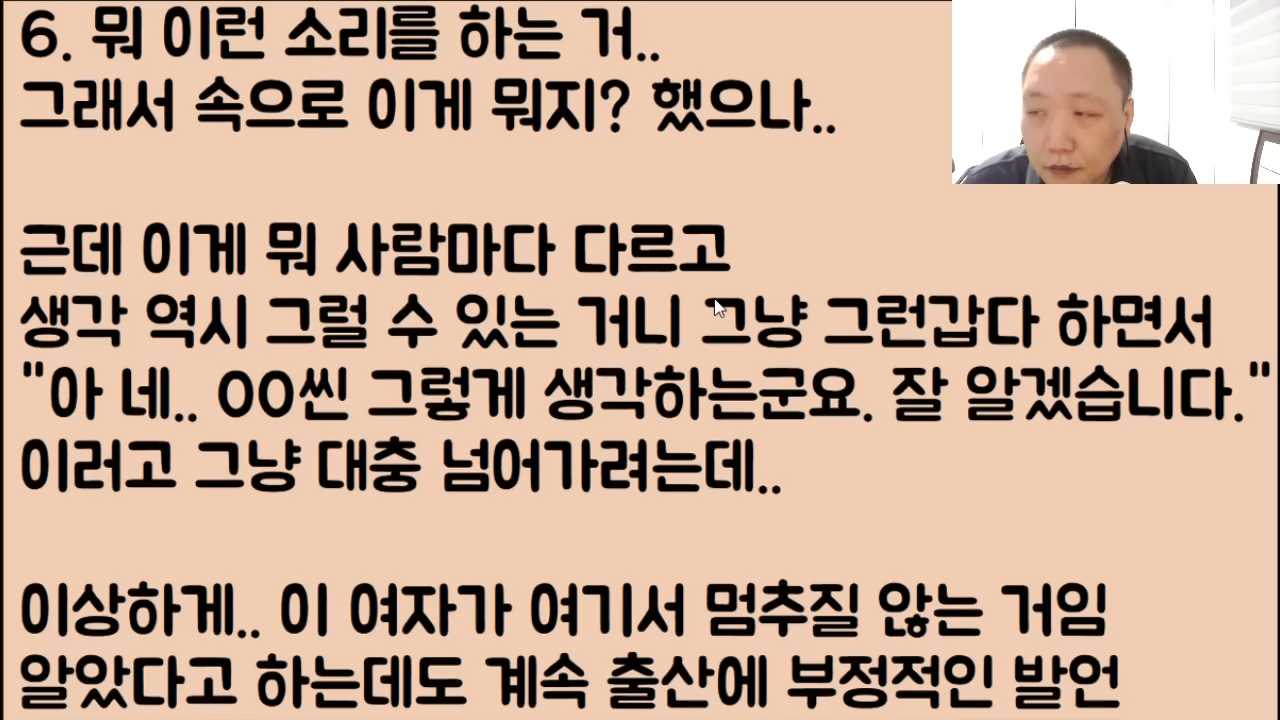 6. 뭐 이런 소리를 하는 거..
그래서 속으로 이게 뭐지? 했으나..
근데 이게 뭐 사람마다 다르고
생각 역시 그럴 수 있는 거니 그냥 그런갑다 하면서
"아 네.. OO씬 그렇게 생각하는군요. 잘 알겠습니다."
이러고 그냥 대충 넘어가려는데..
이상하게.. 이 여자가 여기서 멈추질 않는 거임
알았다고 하는데도 계속 출산에 부정적인 발언